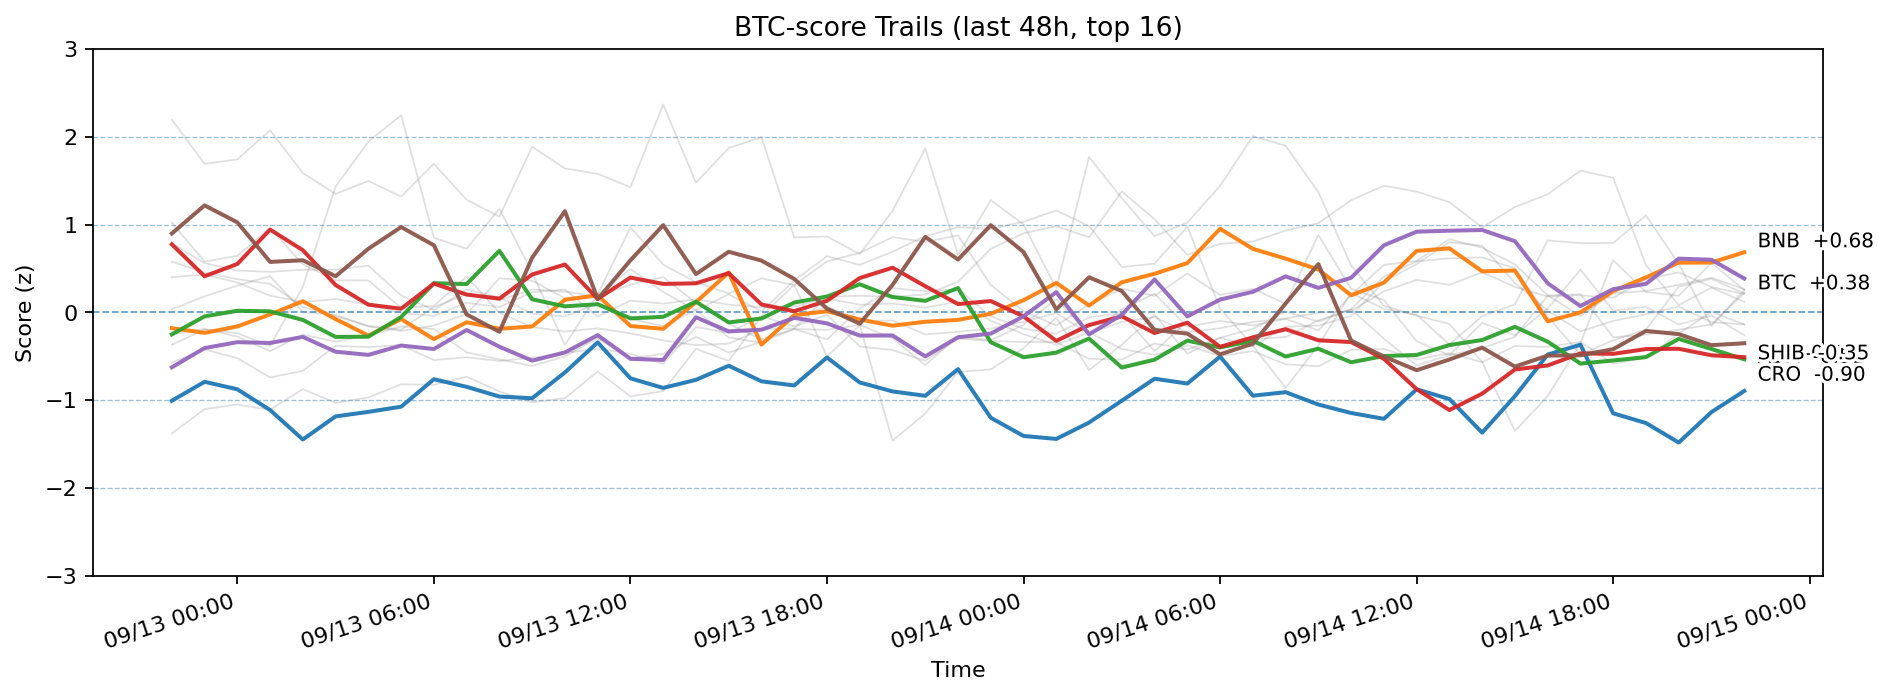 BTC-score Trails (last 48h, top 16)
Score (z)
3
2
1
0
−1
−2
−3
BNB +0.68
BTC +0.38
SHIB -0.35
CRO -0.90
09/13 00:00
09/13 06:00
09/13 12:00
09/13 18:00
09/14 00:00
09/14 06:00
09/14 12:00
09/14 18:00
09/15 00:00
Time